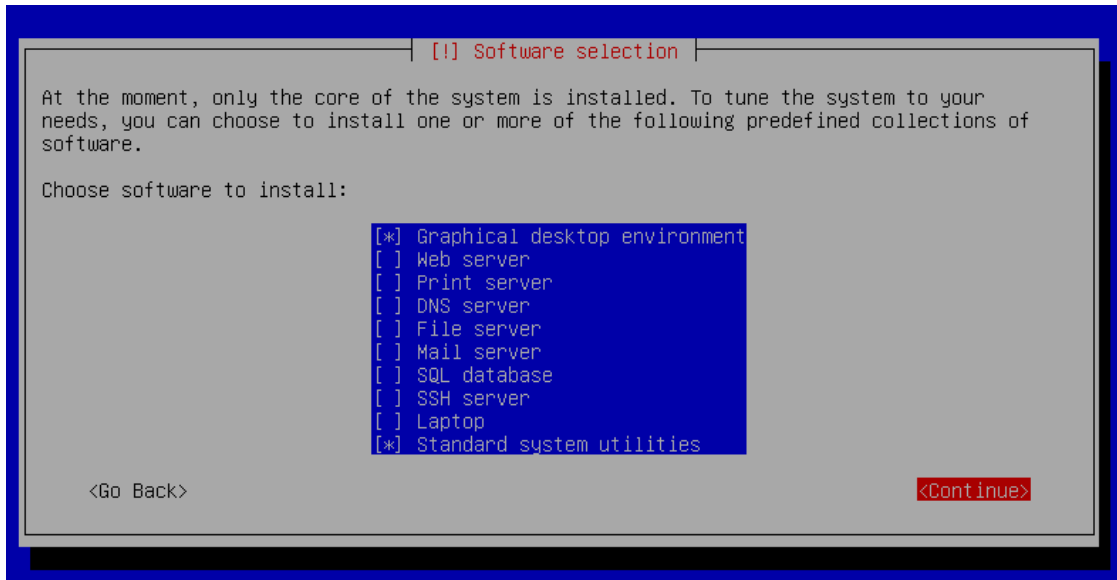 [!] Software selection
At the moment, only the core of the system is installed. To tune the system to your
needs, you can choose to install one or more of the following predefined collections of
software.
Choose software to install:
[*] Graphical desktop environment
[ ] Web server
[ ] Print server
[ ] DNS server
[ ] File server
[ ] Mail server
[ ] SQL database
[ ] SSH server
[ ] Laptop
[*] Standard system utilities
<Go Back> <Continue>